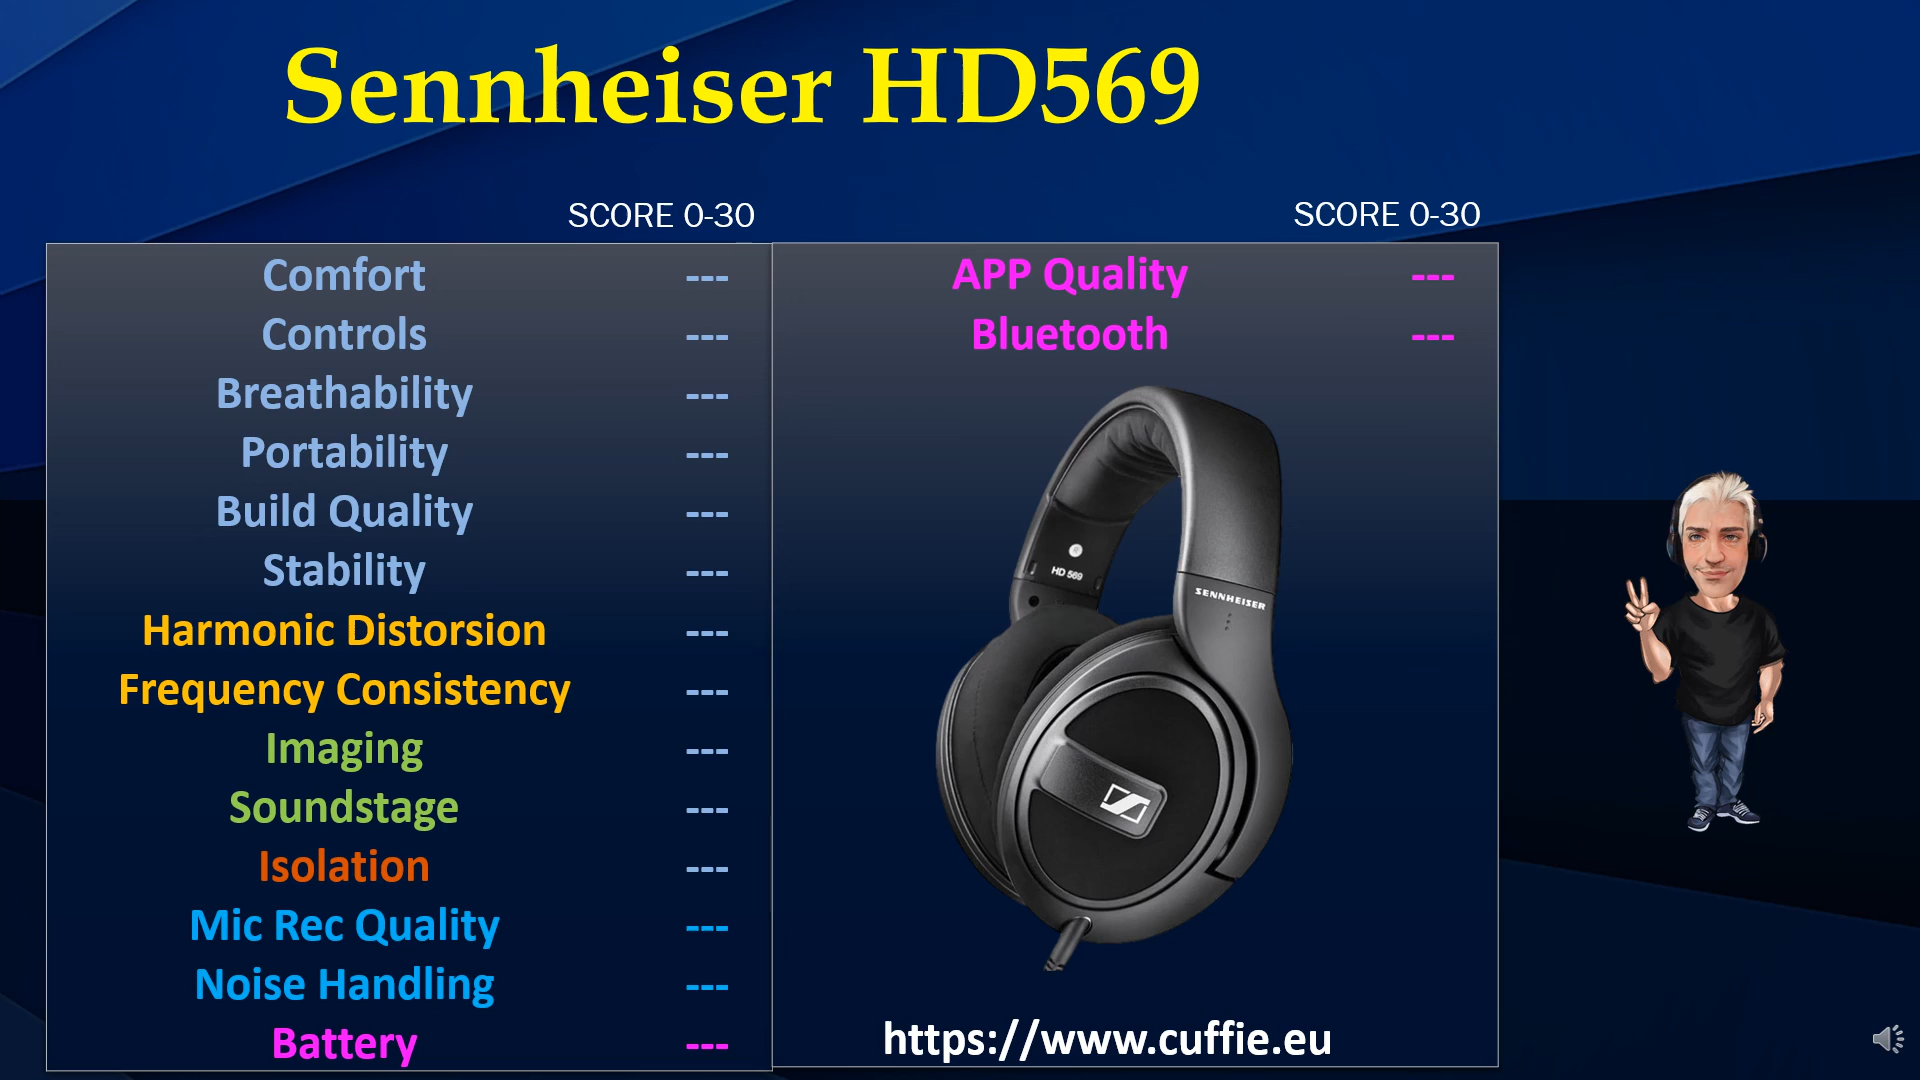 Sennheiser HD569
SCORE 0-30
SCORE 0-30
Comfort ---
Controls ---
Breathability ---
Portability ---
Build Quality ---
Stability ---
Harmonic Distorsion ---
Frequency Consistency ---
Imaging ---
Soundstage ---
Isolation ---
Mic Rec Quality ---
Noise Handling ---
Battery ---
APP Quality ---
Bluetooth ---
HD 569
SENNHEISER
https://www.cuffie.eu